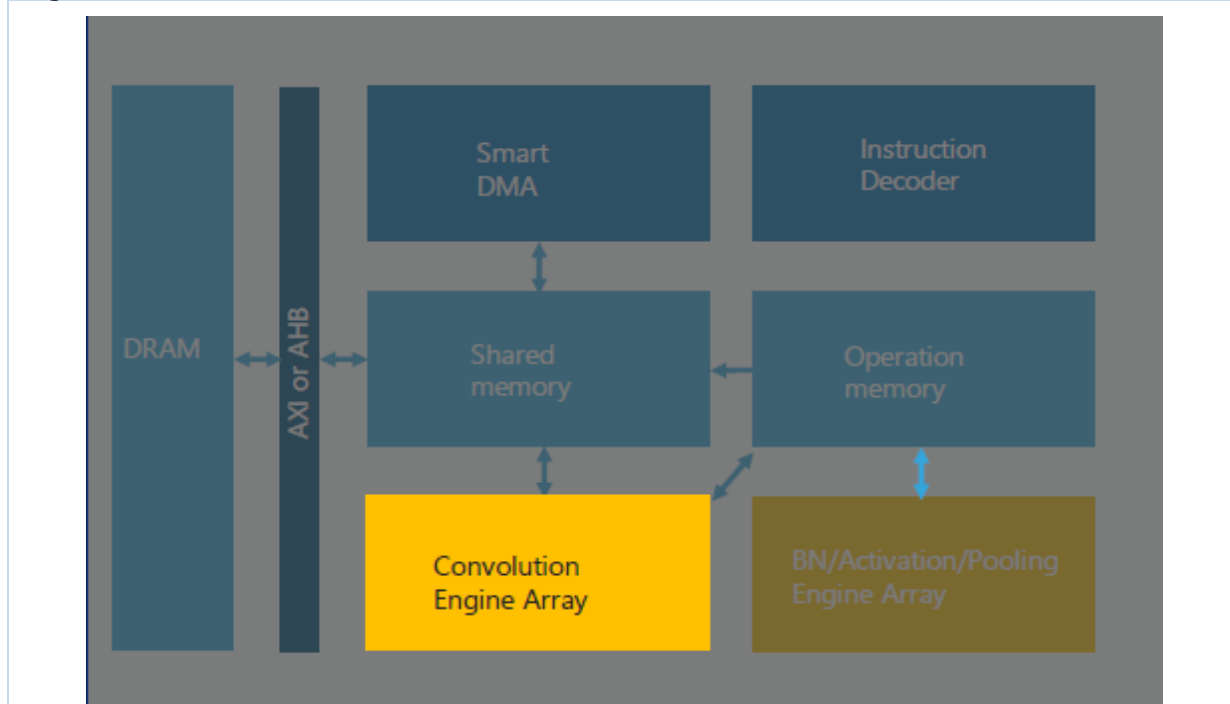 Smart
DMA
Instruction
Decoder
DRAM
AXI or AHB
Shared
memory
Operation
memory
Convolution
Engine Array
BN/Activation/Pooling
Engine Array